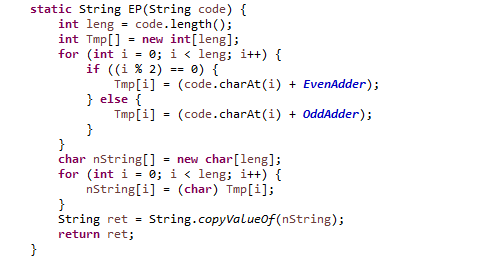 static String EP(String code) {
int leng = code.length();
int Tmp[] = new int[leng];
for (int i = 0; i < leng; i++) {
if ((i % 2) == 0) {
Tmp[i] = (code.charAt(i) + EvenAdder);
} else {
Tmp[i] = (code.charAt(i) + OddAdder);
}
}
char nString[] = new char[leng];
for (int i = 0; i < leng; i++) {
nString[i] = (char) Tmp[i];
}
String ret = String.copyValueOf(nString);
return ret;
}